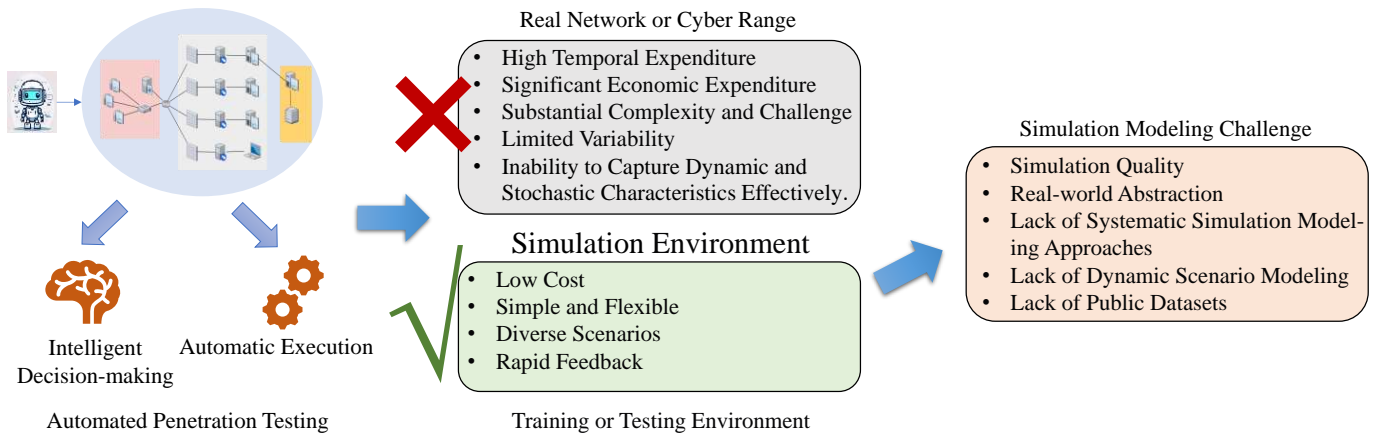 Real Network or Cyber Range
• High Temporal Expenditure
• Significant Economic Expenditure
• Substantial Complexity and Challenge
• Limited Variability
• Inability to Capture Dynamic and
Stochastic Characteristics Effectively.
Simulation Environment
• Low Cost
• Simple and Flexible
• Diverse Scenarios
• Rapid Feedback
Simulation Modeling Challenge
• Simulation Quality
• Real-world Abstraction
• Lack of Systematic Simulation Model-
ing Approaches
• Lack of Dynamic Scenario Modeling
• Lack of Public Datasets
Intelligent
Decision-making
Automatic Execution
Automated Penetration Testing
Training or Testing Environment